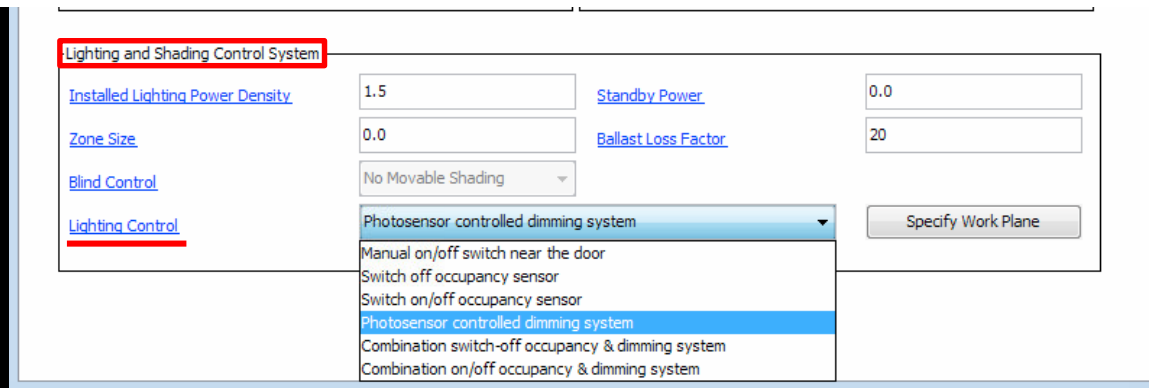 Lighting and Shading Control System
Installed Lighting Power Density 1.5 Standby Power 0.0
Zone Size 0.0 Ballast Loss Factor 20
Blind Control No Movable Shading
Lighting Control Photosensor controlled dimming system Specify Work Plane
Manual on/off switch near the door
Switch off occupancy sensor
Switch on/off occupancy sensor
Photosensor controlled dimming system
Combination switch-off occupancy & dimming system
Combination on/off occupancy & dimming system